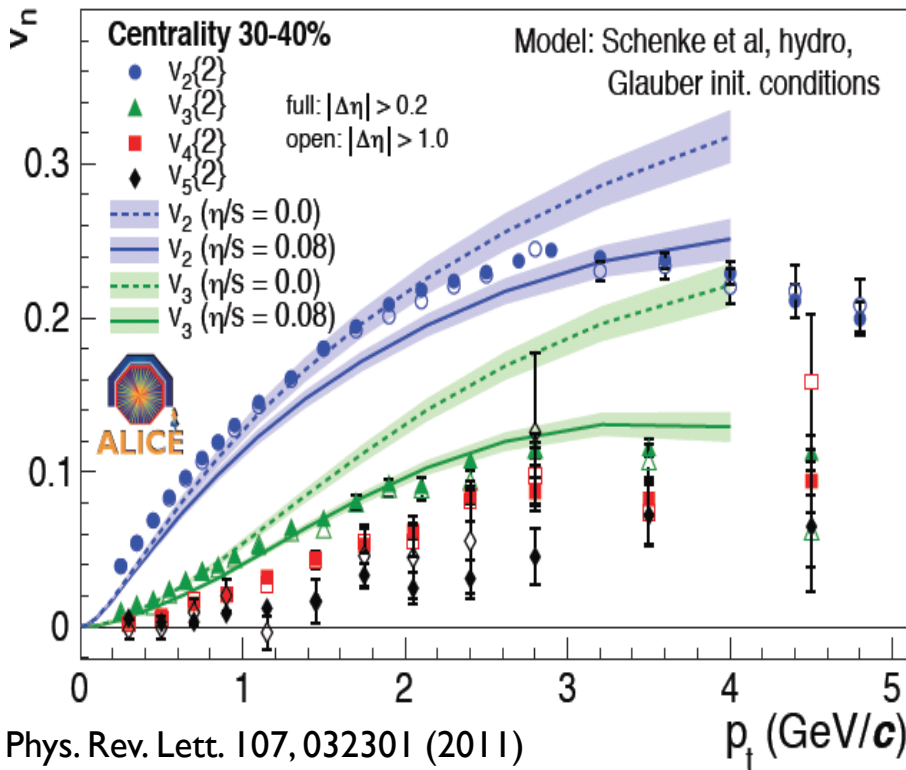 v_n
Centrality 30-40%
v₂{2}
v₃{2}
v₄{2}
v₅{2}
full: |Δη| > 0.2
open: |Δη| > 1.0
v₂ (η/s = 0.0)
v₂ (η/s = 0.08)
v₃ (η/s = 0.0)
v₃ (η/s = 0.08)
Model: Schenke et al, hydro,
Glauber init. conditions
ALICE
0.3
0.2
0.1
0
0 1 2 3 4 5
p_t (GeV/c)
Phys. Rev. Lett. 107, 032301 (2011)